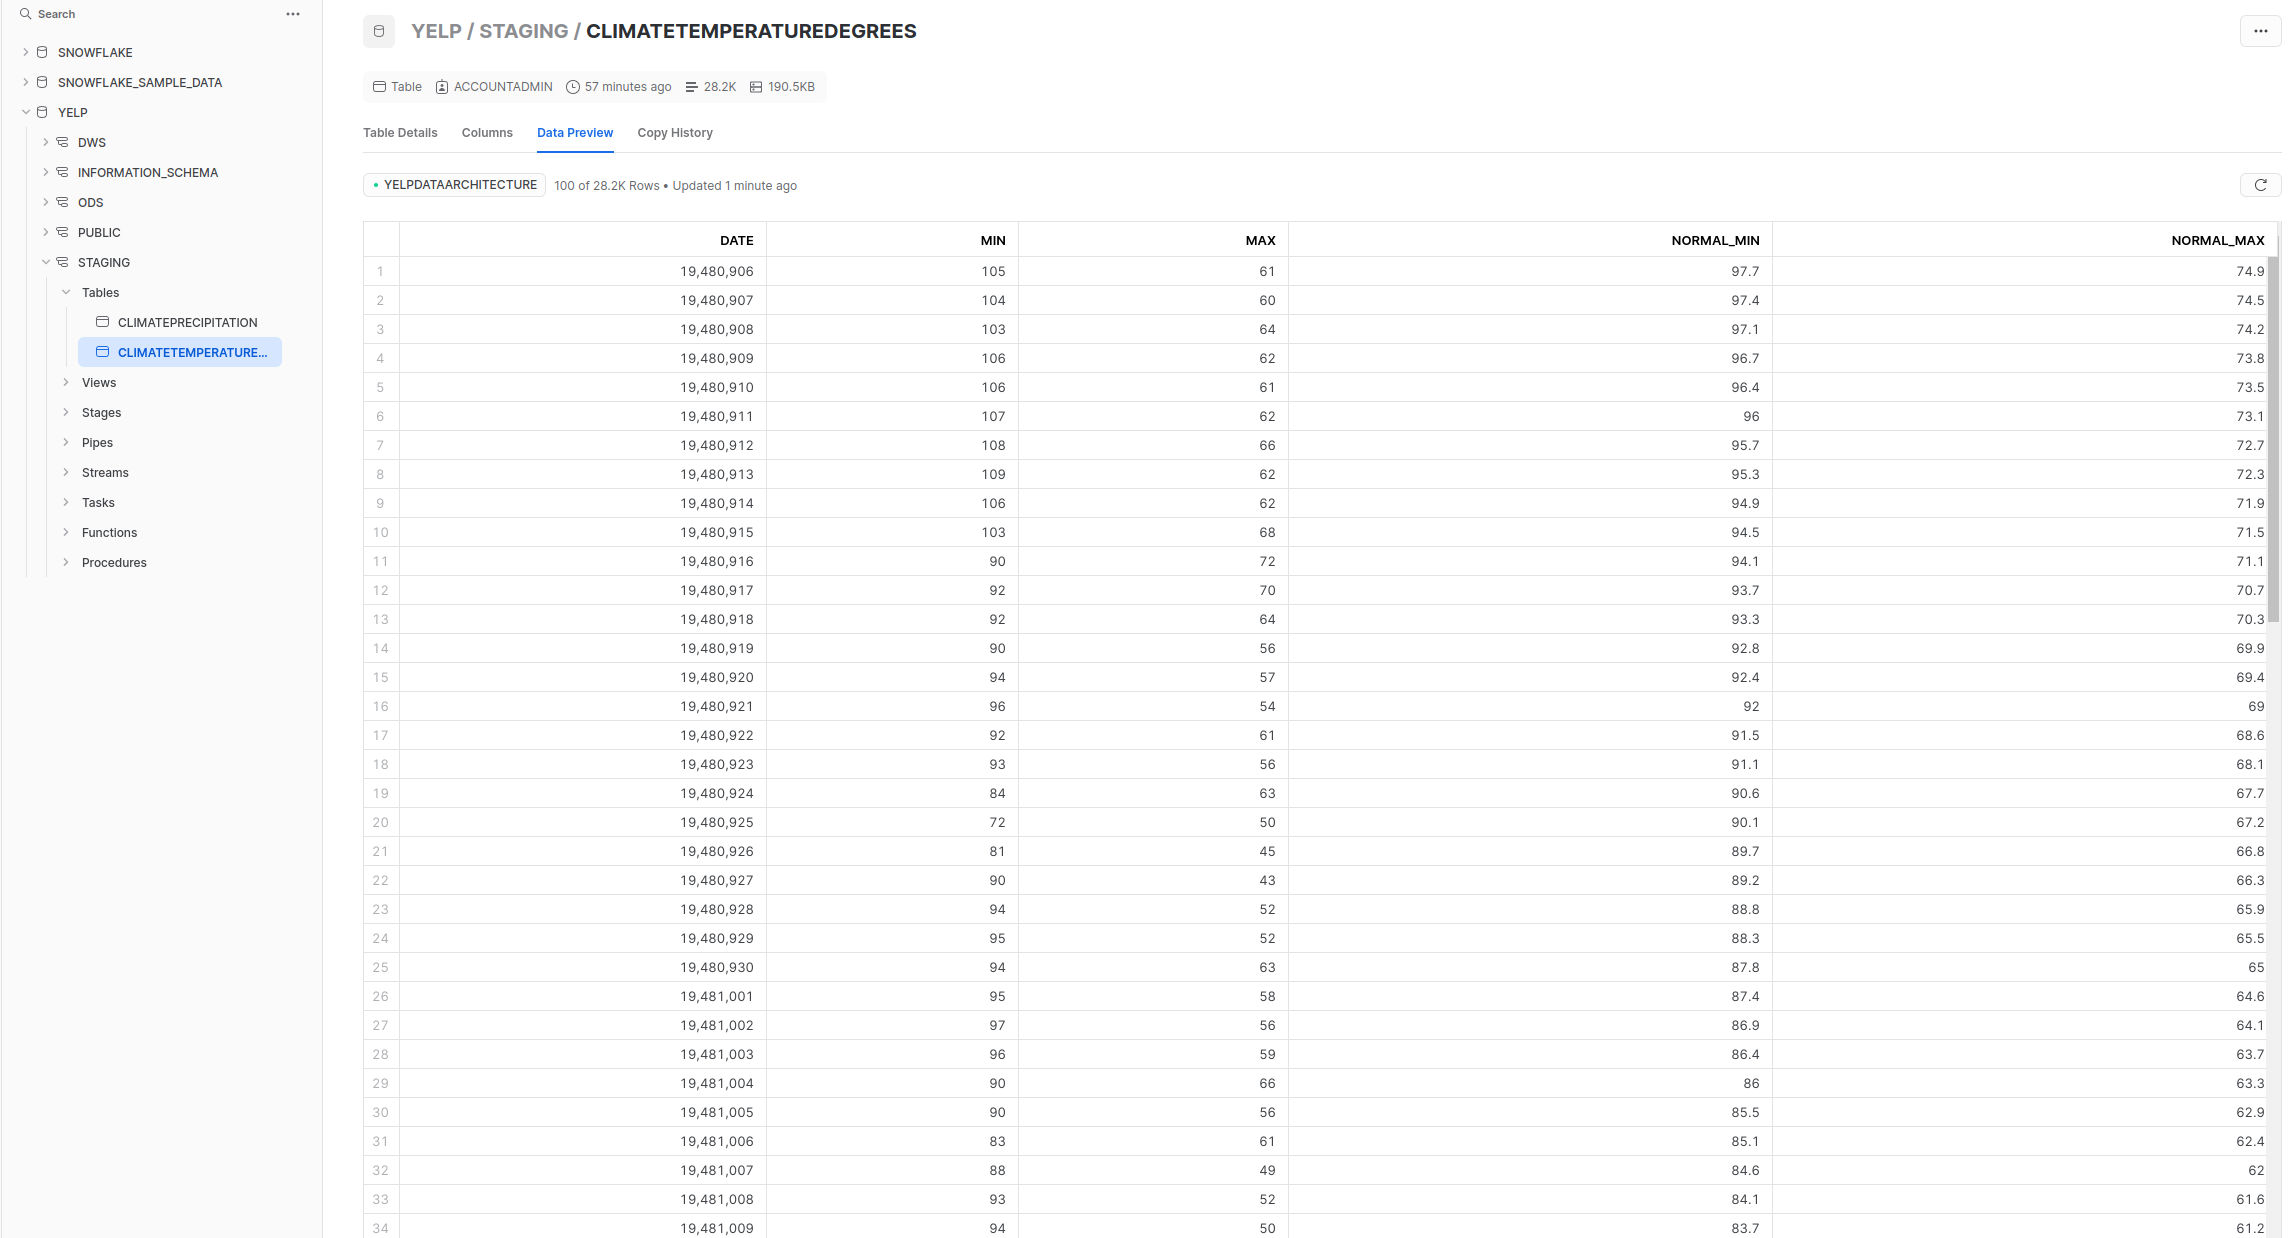 Search
SNOWFLAKE
SNOWFLAKE_SAMPLE_DATA
YELP
DWS
INFORMATION_SCHEMA
ODS
PUBLIC
STAGING
Tables
CLIMATEPRECIPITATION
CLIMATETEMPERATURE...
Views
Stages
Pipes
Streams
Tasks
Functions
Procedures
YELP / STAGING / CLIMATETEMPERATUREDEGREES
Table ACCOUNTADMIN 57 minutes ago 28.2K 190.5KB
Table Details Columns Data Preview Copy History
YELPDATAARCHITECTURE 100 of 28.2K Rows • Updated 1 minute ago
DATE MIN MAX NORMAL_MIN NORMAL_MAX
1 19,480,906 105 61 97.7 74.9
2 19,480,907 104 60 97.4 74.5
3 19,480,908 103 64 97.1 74.2
4 19,480,909 106 62 96.7 73.8
5 19,480,910 106 61 96.4 73.5
6 19,480,911 107 62 96 73.1
7 19,480,912 108 66 95.7 72.7
8 19,480,913 109 62 95.3 72.3
9 19,480,914 106 62 94.9 71.9
10 19,480,915 103 68 94.5 71.5
11 19,480,916 90 72 94.1 71.1
12 19,480,917 92 70 93.7 70.7
13 19,480,918 92 64 93.3 70.3
14 19,480,919 90 56 92.8 69.9
15 19,480,920 94 57 92.4 69.4
16 19,480,921 96 54 92 69
17 19,480,922 92 61 91.5 68.6
18 19,480,923 93 56 91.1 68.1
19 19,480,924 84 63 90.6 67.7
20 19,480,925 72 50 90.1 67.2
21 19,480,926 81 45 89.7 66.8
22 19,480,927 90 43 89.2 66.3
23 19,480,928 94 52 88.8 65.9
24 19,480,929 95 52 88.3 65.5
25 19,480,930 94 63 87.8 65
26 19,481,001 95 58 87.4 64.6
27 19,481,002 97 56 86.9 64.1
28 19,481,003 96 59 86.4 63.7
29 19,481,004 90 66 86 63.3
30 19,481,005 90 56 85.5 62.9
31 19,481,006 83 61 85.1 62.4
32 19,481,007 88 49 84.6 62
33 19,481,008 93 52 84.1 61.6
34 19,481,009 94 50 83.7 61.2